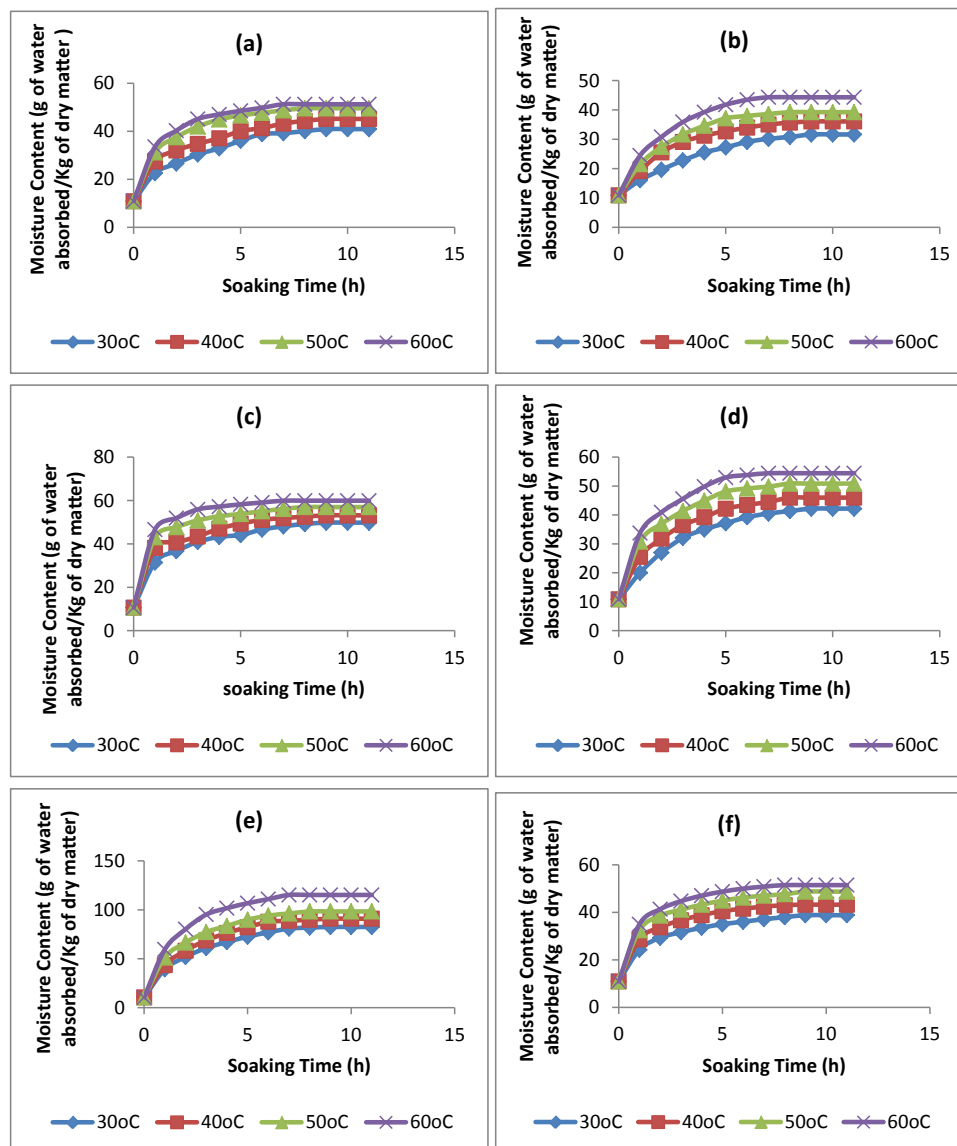 (a)
Moisture Content (g of water
absorbed/Kg of dry matter )
60
40
20
0
0 5 10 15
Soaking Time (h)
30oC 40oC 50oC 60oC
(b)
Moisture Content (g of water
absorbed/Kg of dry matter)
50
40
30
20
10
0
0 5 10 15
Soaking Time (h)
30oC 40oC 50oC 60oC
(c)
Moisture Content (g of water
absorbed/Kg of dry matter)
80
60
40
20
0
0 5 10 15
soaking Time (h)
30oC 40oC 50oC 60oC
(d)
Moisture Content (g of water
absorbed/Kg of dry matter)
60
50
40
30
20
10
0
0 5 10 15
Soaking Time (h)
30oC 40oC 50oC 60oC
(e)
Moisture Content (g of water
absorbed/Kg of dry matter)
150
100
50
0
0 5 10 15
Soaking Time (h)
30oC 40oC 50oC 60oC
(f)
Moisture Content (g of water
absorbed/Kg of dry matter)
60
40
20
0
0 5 10 15
Soaking Time (h)
30oC 40oC 50oC 60oC